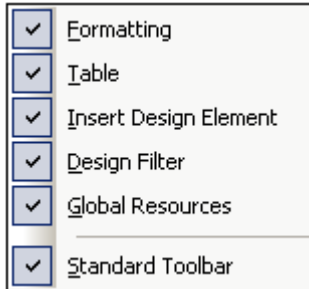 Formatting
Table
Insert Design Element
Design Filter
Global Resources
Standard Toolbar